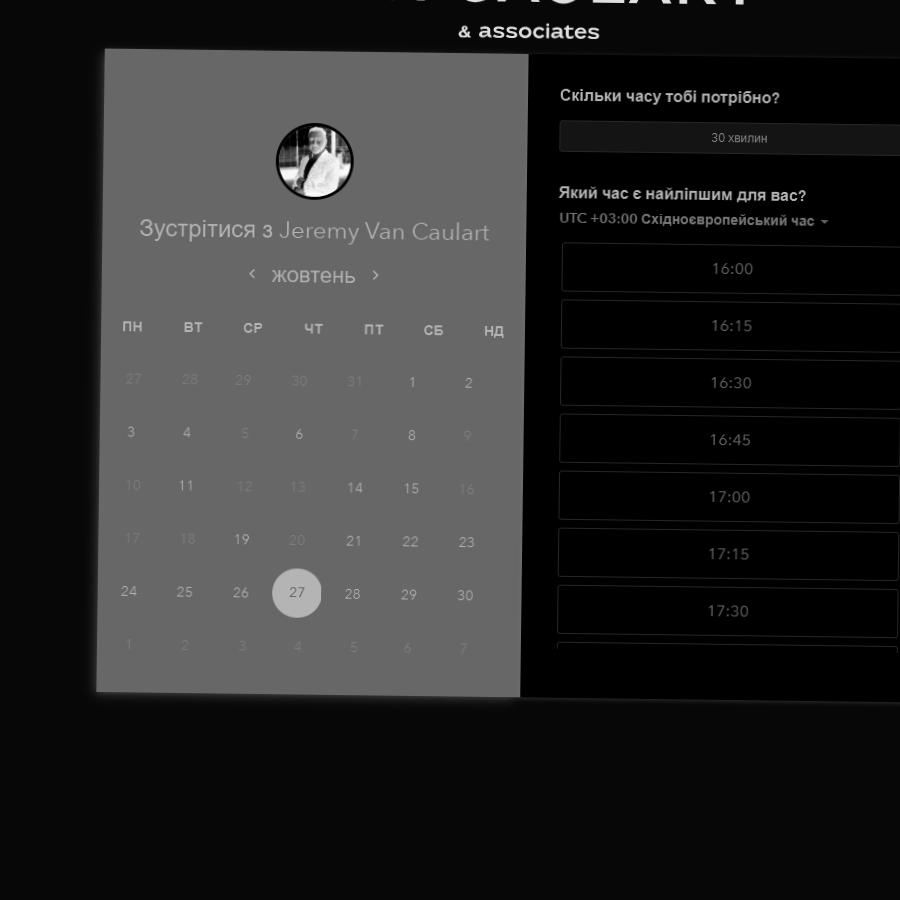 & associates
Зустрітися з Jeremy Van Caulart
жовтень
ПН ВТ СР ЧТ ПТ СБ НД
27 28 29 30 31 1 2
3 4 5 6 7 8 9
10 11 12 13 14 15 16
17 18 19 20 21 22 23
24 25 26 27 28 29 30
1 2 3 4 5 6 7
Скільки часу тобі потрібно?
30 хвилин
Який час є найліпшим для вас?
UTC +03:00 Східноєвропейський час
16:00
16:15
16:30
16:45
17:00
17:15
17:30